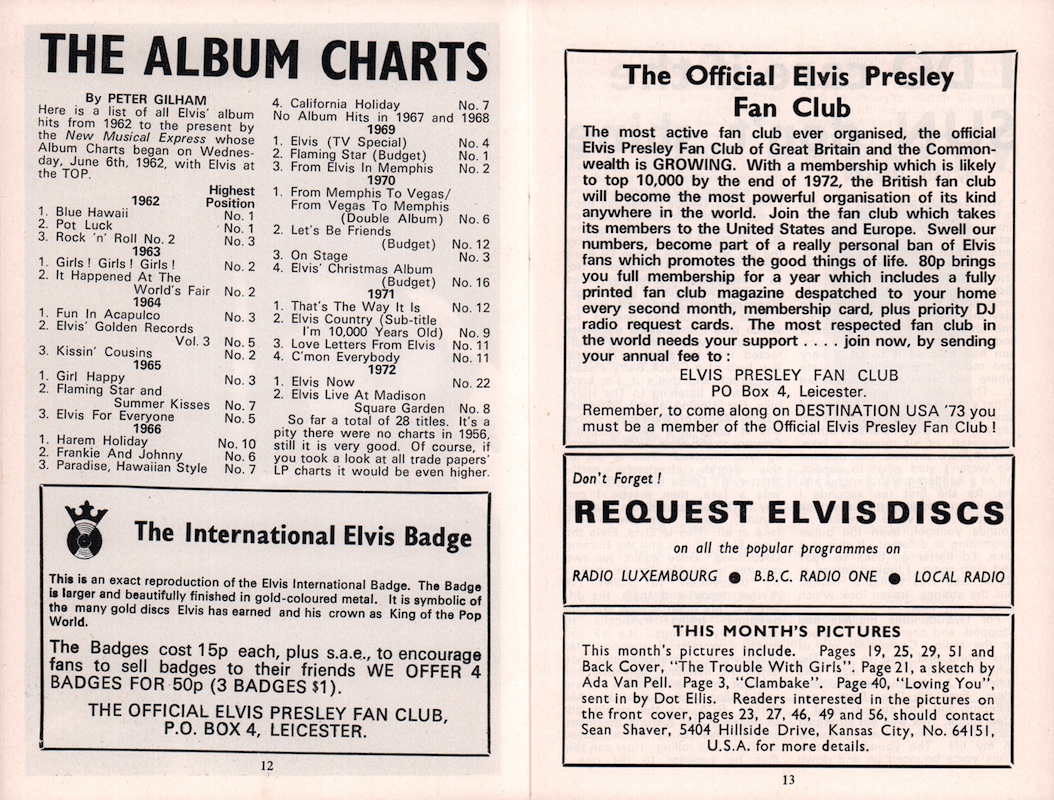 THE ALBUM CHARTS
By PETER GILHAM
Here is a list of all Elvis' album
hits from 1962 to the present by
the New Musical Express whose
Album Charts began on Wednes-
day, June 6th, 1962, with Elvis at
the TOP.
Highest
1962 Position
1. Blue Hawaii No. 1
2. Pot Luck No. 1
3. Rock 'n' Roll No. 2 No. 3
1963
1. Girls! Girls! Girls! No. 2
2. It Happened At The
World's Fair No. 2
1964
1. Fun In Acapulco No. 3
2. Elvis' Golden Records
Vol. 3 No. 5
3. Kissin' Cousins No. 2
1965
1. Girl Happy No. 3
2. Flaming Star and
Summer Kisses No. 7
3. Elvis For Everyone No. 5
1966
1. Harem Holiday No. 10
2. Frankie And Johnny No. 6
3. Paradise, Hawaiian Style No. 7
4. California Holiday No. 7
No Album Hits in 1967 and 1968
1969
1. Elvis (TV Special) No. 4
2. Flaming Star (Budget) No. 1
3. From Elvis In Memphis No. 2
1970
1. From Memphis To Vegas/
From Vegas To Memphis
(Double Album) No. 6
2. Let's Be Friends
(Budget) No. 12
3. On Stage No. 3
4. Elvis' Christmas Album
(Budget) No. 16
1971
1. That's The Way It Is No. 12
2. Elvis Country (Sub-title
I'm 10,000 Years Old) No. 9
3. Love Letters From Elvis No. 11
4. C'mon Everybody No. 11
1972
1. Elvis Now No. 22
2. Elvis Live At Madison
Square Garden No. 8
So far a total of 28 titles. It's a
pity there were no charts in 1956,
still it is very good. Of course, if
you took a look at all trade papers'
LP charts it would be even higher.
The International Elvis Badge
This is an exact reproduction of the Elvis International Badge. The Badge
is larger and beautifully finished in gold-coloured metal. It is symbolic of
the many gold discs Elvis has earned and his crown as King of the Pop
World.
The Badges cost 15p each, plus s.a.e., to encourage
fans to sell badges to their friends WE OFFER 4
BADGES FOR 50p (3 BADGES $1).
THE OFFICIAL ELVIS PRESLEY FAN CLUB,
P.O. BOX 4, LEICESTER.
12
The Official Elvis Presley
Fan Club
The most active fan club ever organised, the official
Elvis Presley Fan Club of Great Britain and the Common-
wealth is GROWING. With a membership which is likely
to top 10,000 by the end of 1972, the British fan club
will become the most powerful organisation of its kind
anywhere in the world. Join the fan club which takes
its members to the United States and Europe. Swell our
numbers, become part of a really personal ban of Elvis
fans which promotes the good things of life. 80p brings
you full membership for a year which includes a fully
printed fan club magazine despatched to your home
every second month, membership card, plus priority DJ
radio request cards. The most respected fan club in
the world needs your support . . . . join now, by sending
your annual fee to :
ELVIS PRESLEY FAN CLUB
PO Box 4, Leicester.
Remember, to come along on DESTINATION USA '73 you
must be a member of the Official Elvis Presley Fan Club !
Don't Forget !
REQUEST ELVIS DISCS
on all the popular programmes on
RADIO LUXEMBOURG ● B.B.C. RADIO ONE ● LOCAL RADIO
THIS MONTH'S PICTURES
This month's pictures include. Pages 19, 25, 29, 51 and
Back Cover, "The Trouble With Girls". Page 21, a sketch by
Ada Van Pell. Page 3, "Clambake". Page 40, "Loving You",
sent in by Dot Ellis. Readers interested in the pictures on
the front cover, pages 23, 27, 46, 49 and 56, should contact
Sean Shaver, 5404 Hillside Drive, Kansas City, No. 64151,
U.S.A. for more details.
13